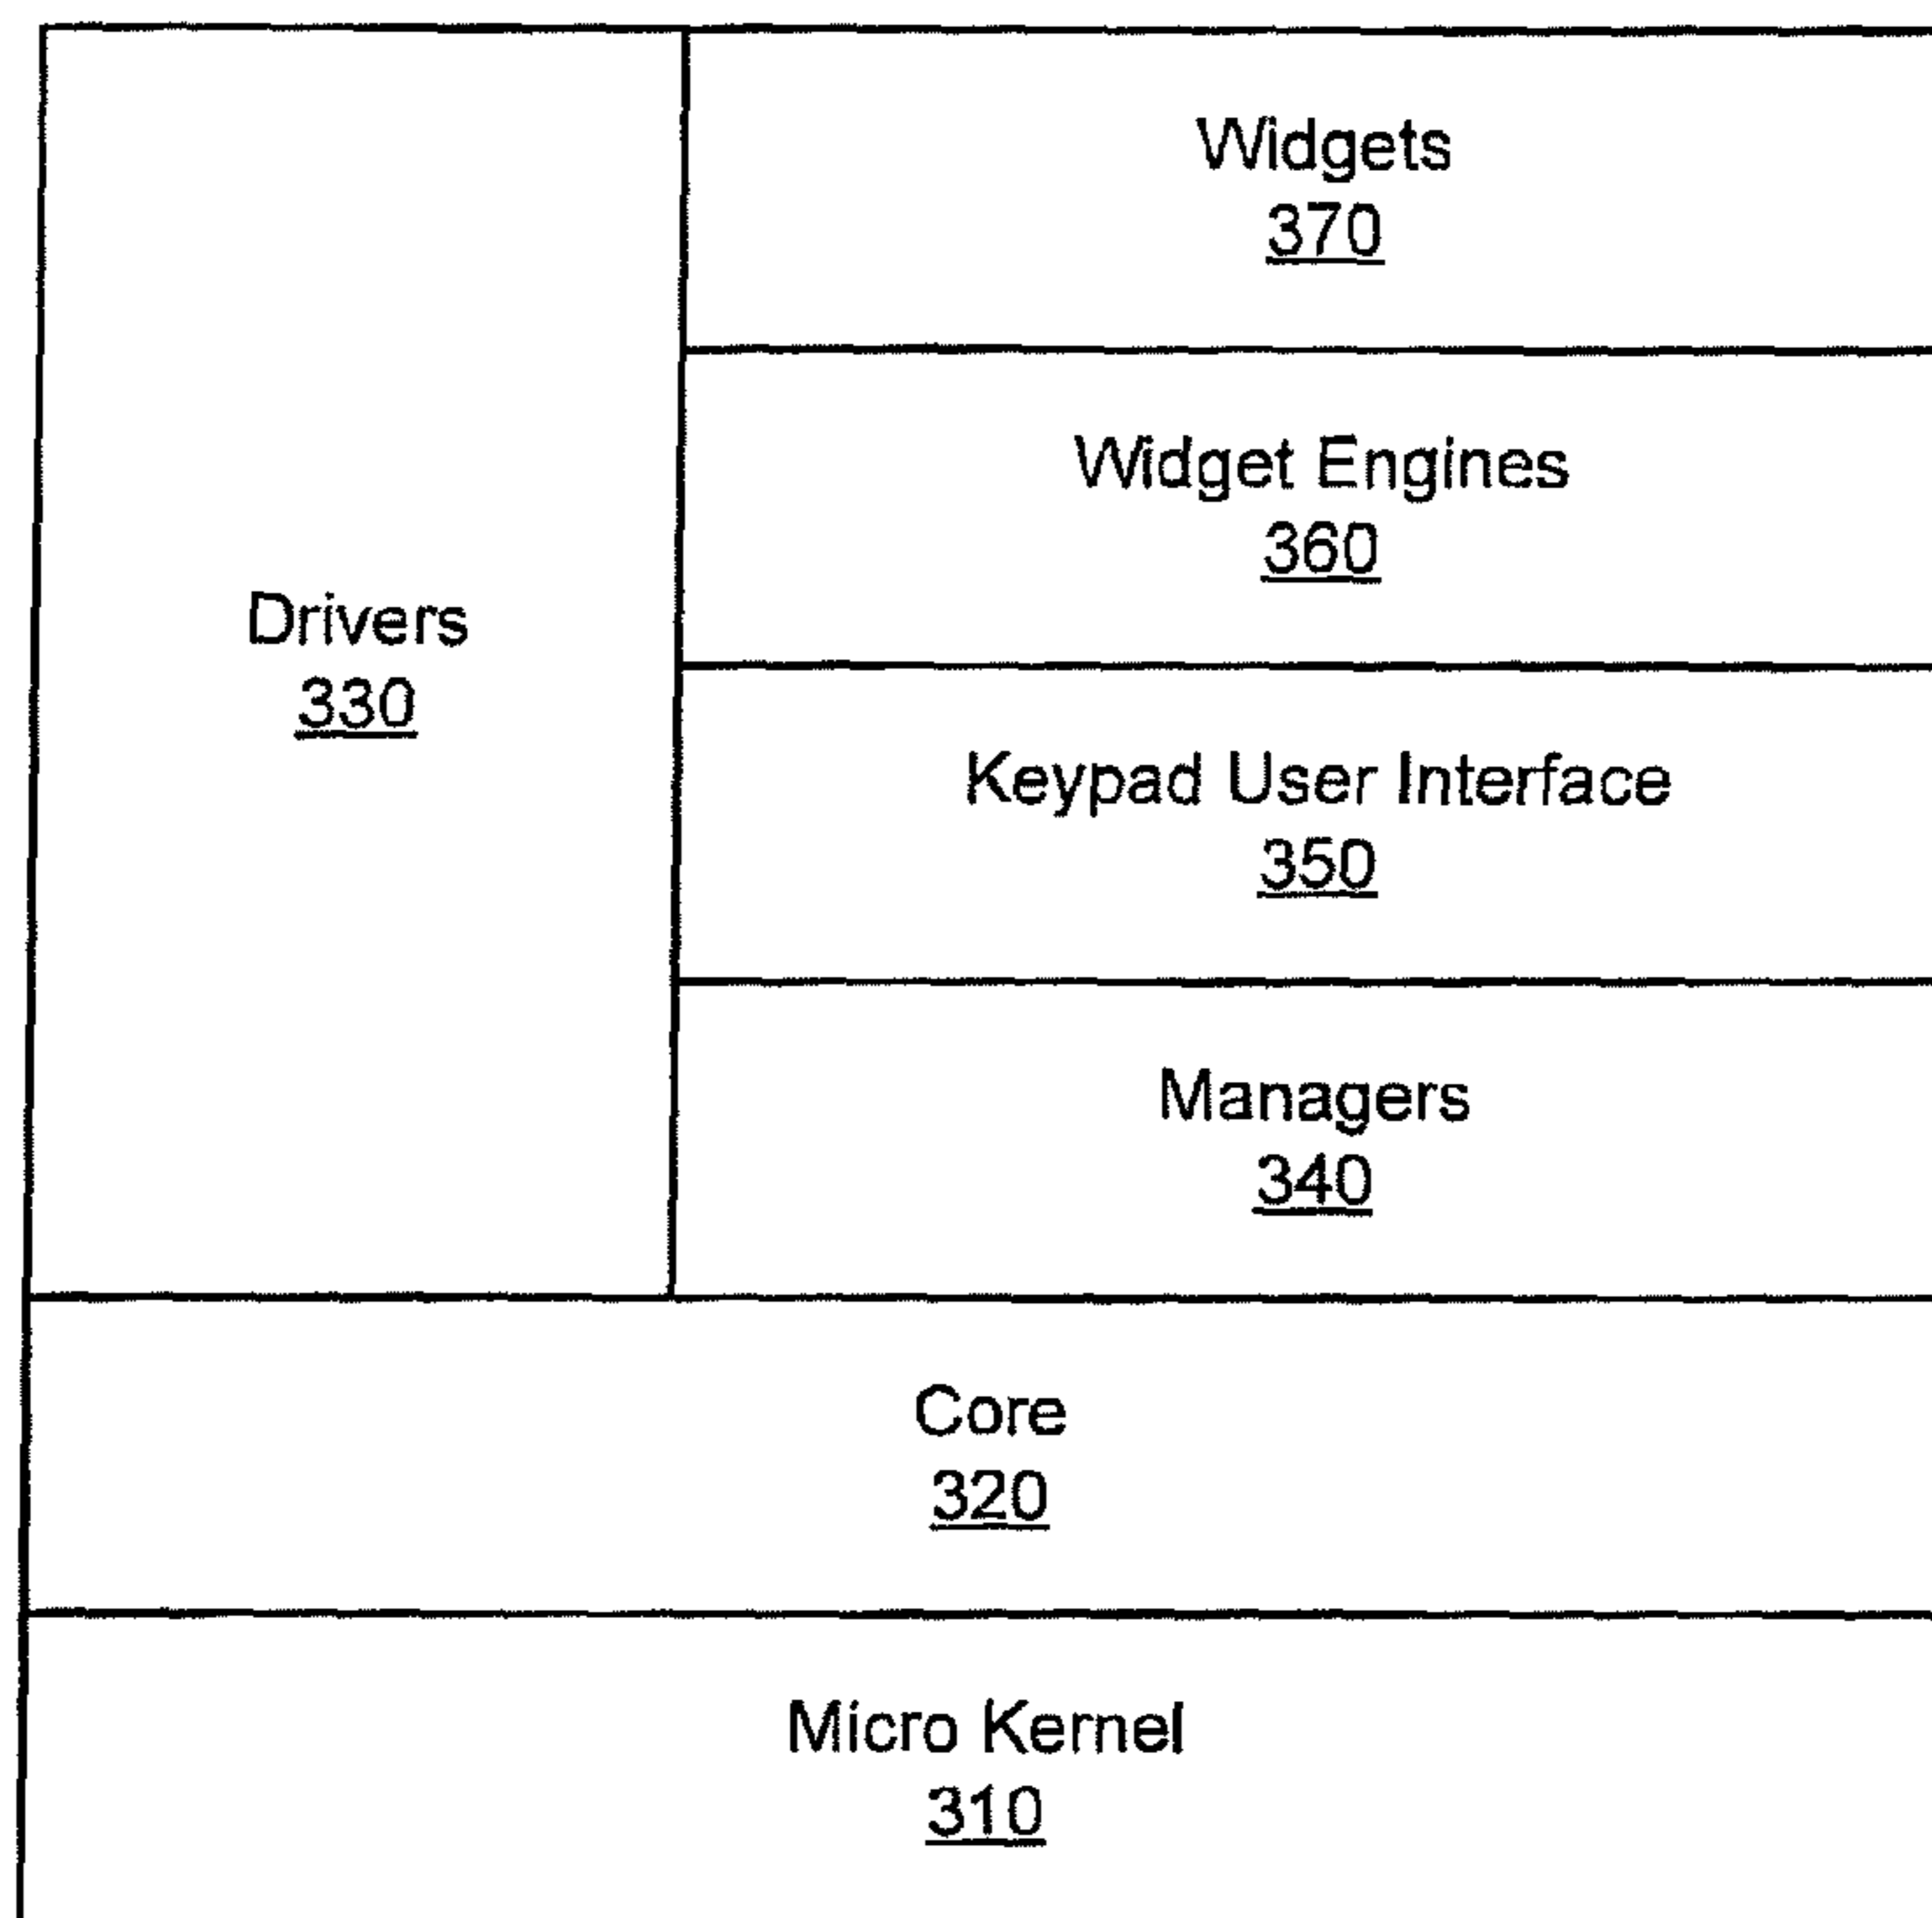 Widgets
370
Widget Engines
360
Drivers
330
Keypad User Interface
350
Managers
340
Core
320
Micro Kernel
310